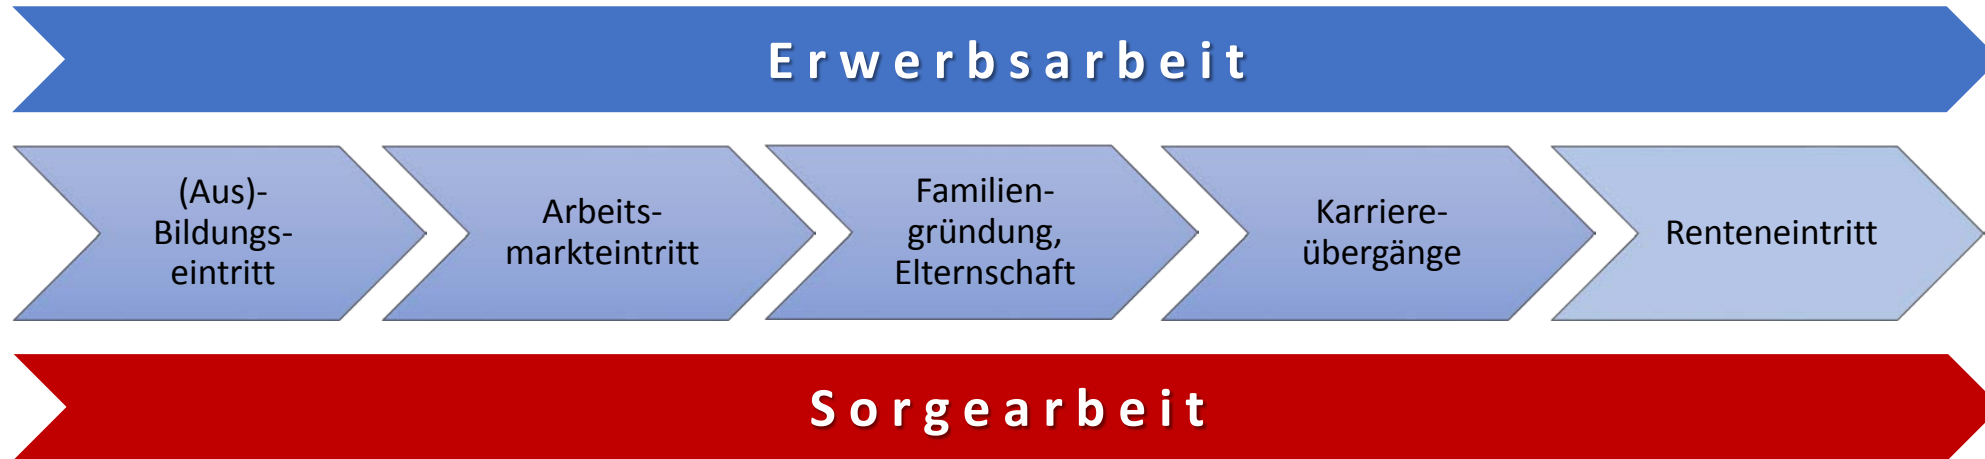 Erwerbsarbeit
(Aus)-
Bildungs-
eintritt
Arbeits-
markteintritt
Familien-
gründung,
Elternschaft
Karriere-
übergänge
Renteneintritt
Sorgearbeit